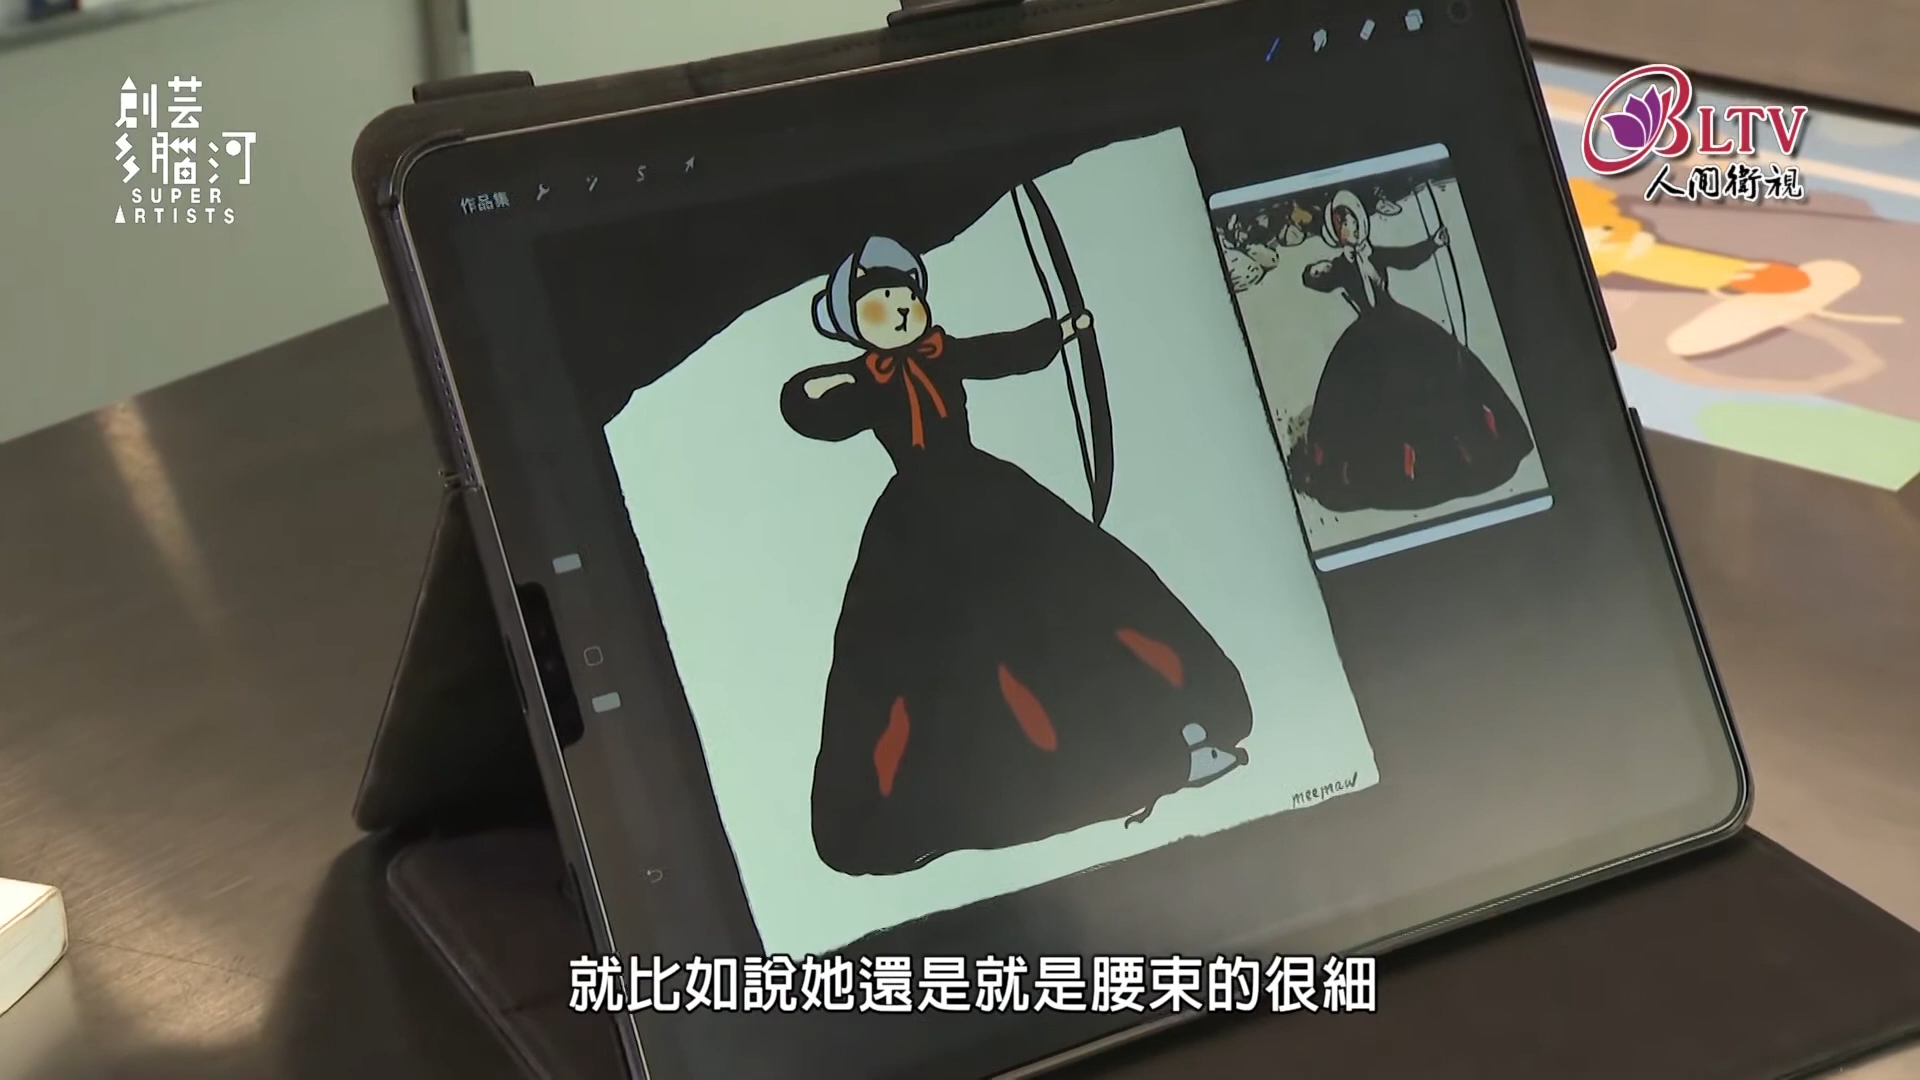 創芸
多腦河
SUPER
ARTISTS
BLTV
人間衛視
作品集
meemaw
就比如說她還是就是腰束的很細